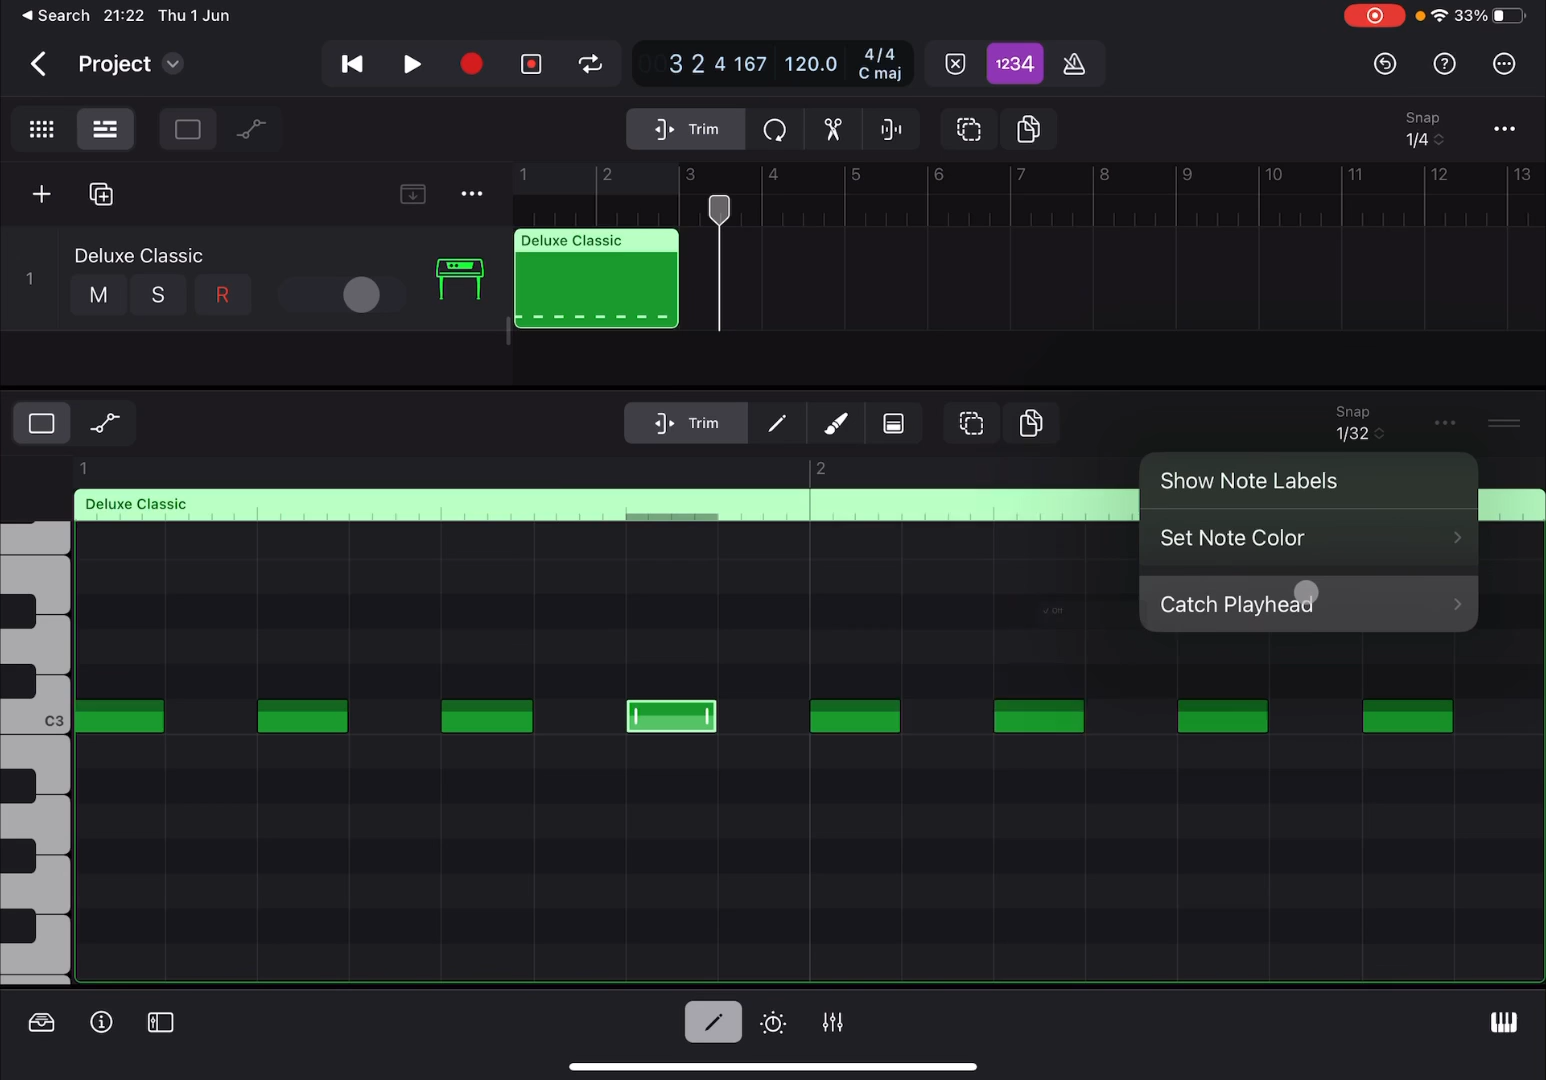 ◀ Search 21:22 Thu 1 Jun
33%
Project
3 2 4 167 120.0 4/4 C maj
1234
Trim
Snap
1/4
1 2 3 4 5 6 7 8 9 10 11 12 13
1
Deluxe Classic
Deluxe Classic
M S R
Trim
Snap
1/32
1 2
Deluxe Classic
Show Note Labels
Set Note Color
Catch Playhead
✓ Off
C3